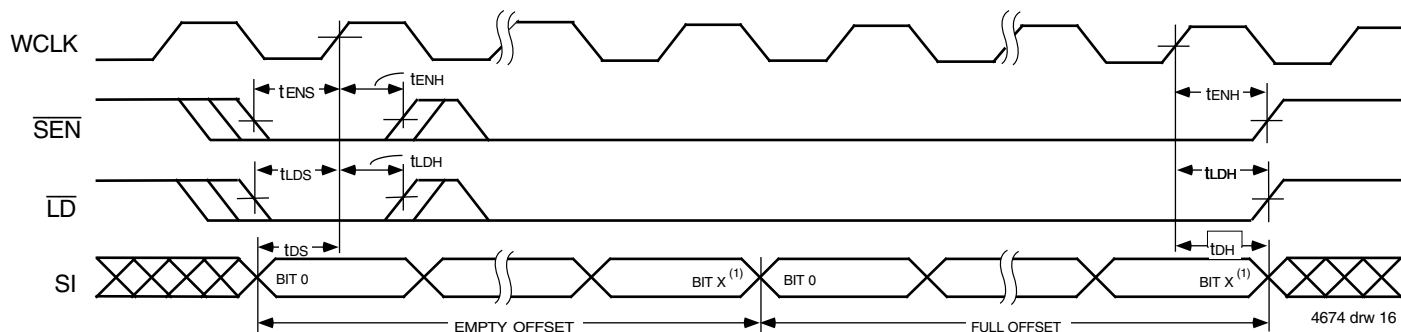 WCLK
tENS
tENH
tENH
SEN
tLDS
tLDH
tLDH
LD
tDS
tDH
SI
BIT 0
BIT X (1)
BIT 0
BIT X (1)
EMPTY OFFSET
FULL OFFSET
4674 drw 16